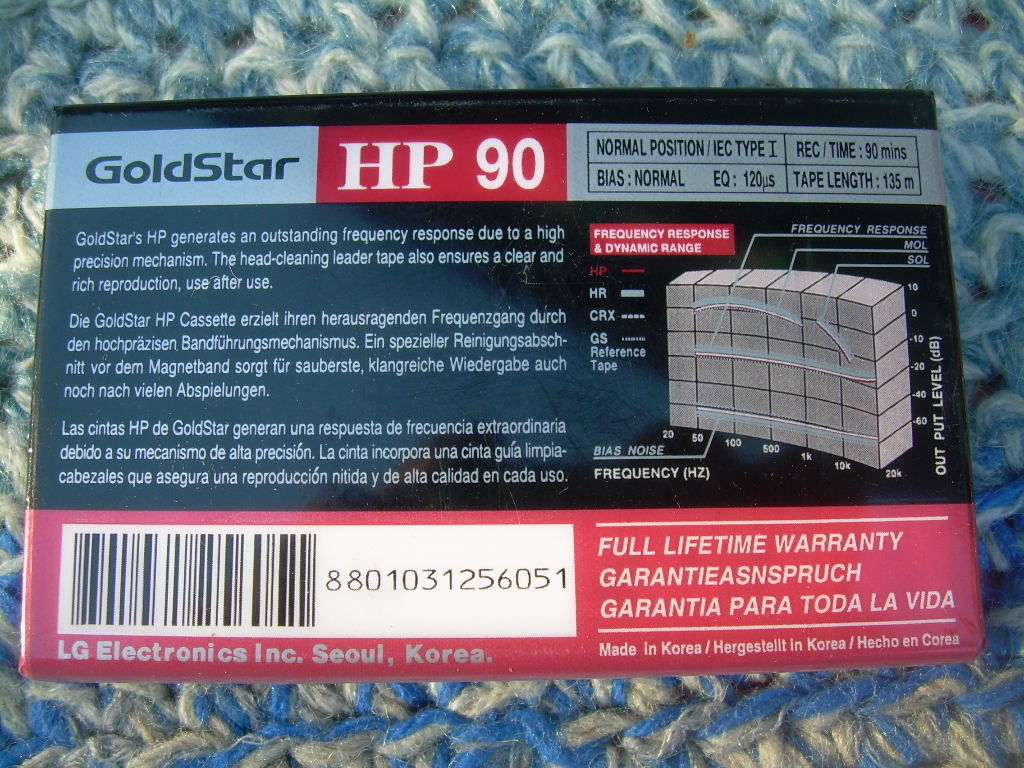 GoldStar
HP 90
NORMAL POSITION / IEC TYPE I
REC / TIME : 90 mins
BIAS : NORMAL EQ : 120µs
TAPE LENGTH : 135 m
GoldStar's HP generates an outstanding frequency response due to a high
precision mechanism. The head-cleaning leader tape also ensures a clear and
rich reproduction, use after use.
Die GoldStar HP Cassette erzielt ihren herausragenden Frequenzgang durch
den hochpräzisen Bandführungsmechanismus. Ein spezieller Reinigungsabsch-
nitt vor dem Magnetband sorgt für sauberste, klangreiche Wiedergabe auch
noch nach vielen Abspielungen.
Las cintas HP de GoldStar generan una respuesta de frecuencia extraordinaria
debido a su mecanismo de alta precisión. La cinta incorpora una cinta guía limpia-
cabezales que asegura una reproducción nitida y de alta calidad en cada uso.
FREQUENCY RESPONSE
& DYNAMIC RANGE
HP
HR
CRX
GS
Reference
Tape
FREQUENCY RESPONSE
MOL
SOL
10
0
-10
-20
-40
-60
OUT PUT LEVEL (dB)
20 50 100 500 1k 10k 20k
BIAS NOISE
FREQUENCY (HZ)
8801031256051
LG Electronics Inc. Seoul, Korea.
FULL LIFETIME WARRANTY
GARANTIEASNSPRUCH
GARANTIA PARA TODA LA VIDA
Made in Korea / Hergestellt in Korea / Hecho en Corea